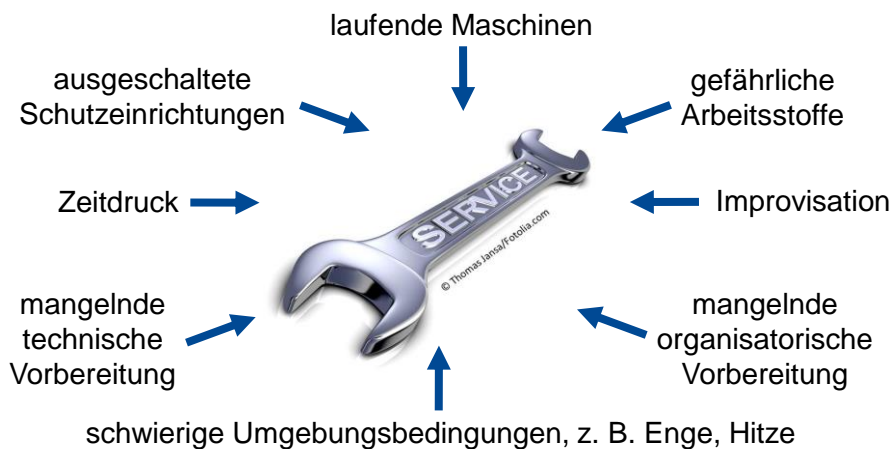 laufende Maschinen
ausgeschaltete
Schutzeinrichtungen
gefährliche
Arbeitsstoffe
Zeitdruck
SERVICE
Improvisation
© Thomas Jansa/Fotolia.com
mangelnde
technische
Vorbereitung
mangelnde
organisatorische
Vorbereitung
schwierige Umgebungsbedingungen, z. B. Enge, Hitze